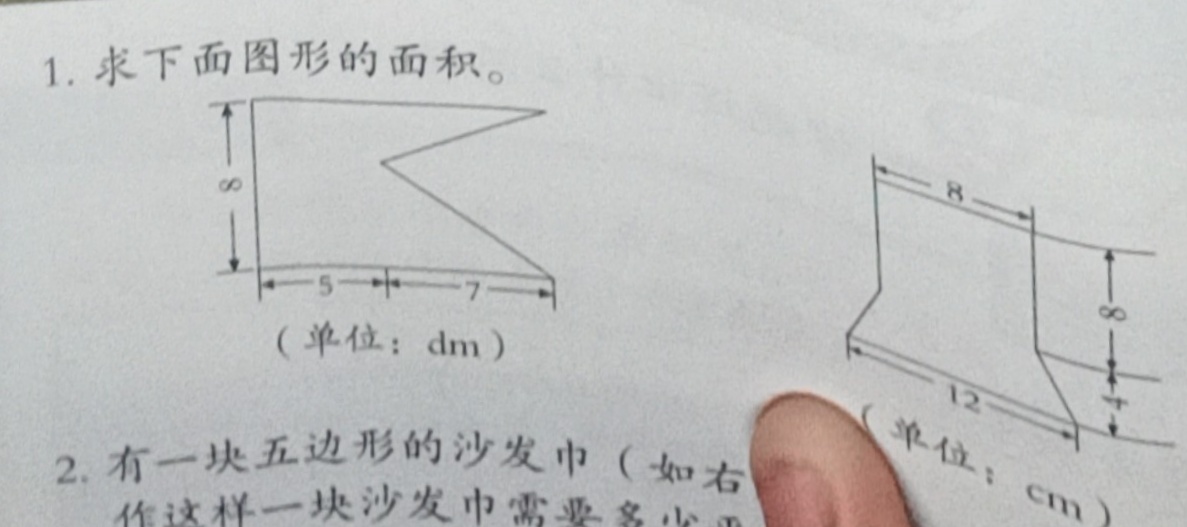 1. 求下面图形的面积。
8
5
7
(单位：dm)
8
8
4
12
(单位：cm)
2. 有一块五边形的沙发巾（如右
作这样一块沙发巾需要多少